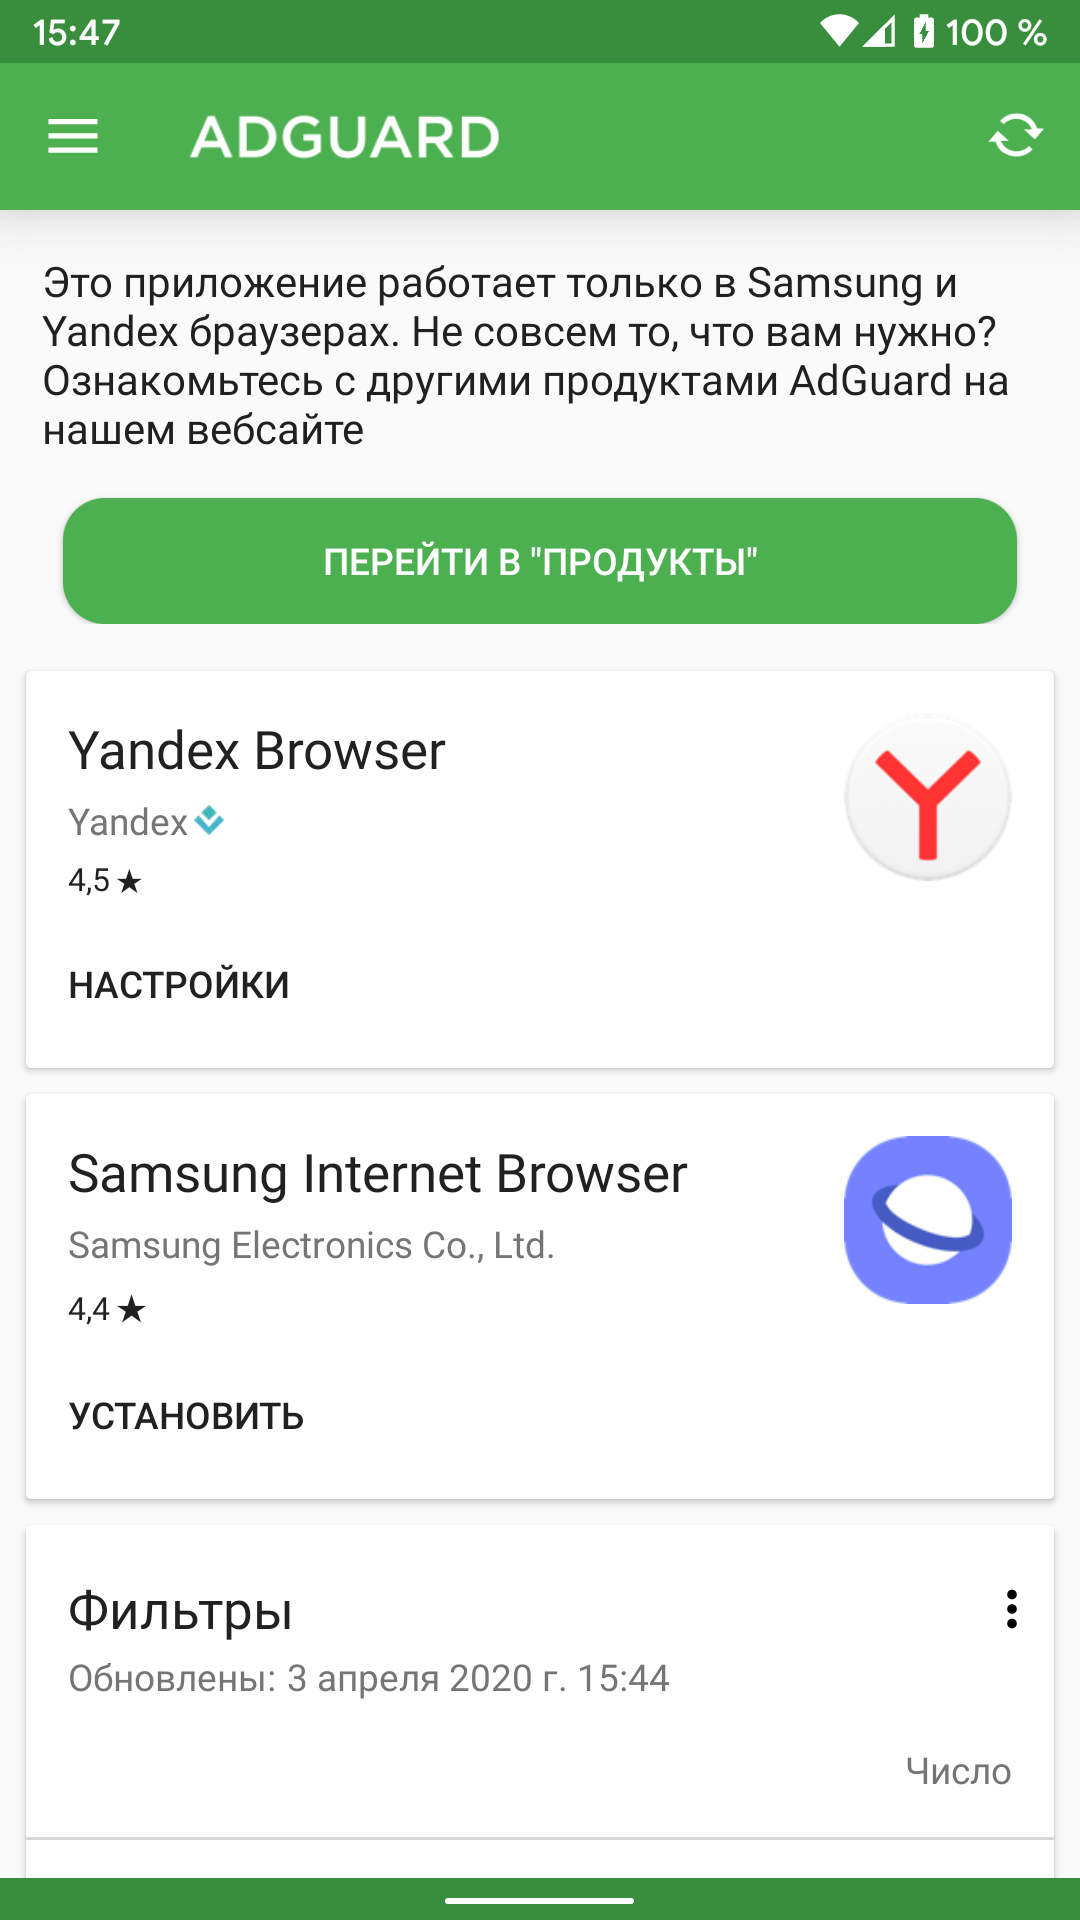 15:47
100 %
ADGUARD
Это приложение работает только в Samsung и
Yandex браузерах. Не совсем то, что вам нужно?
Ознакомьтесь с другими продуктами AdGuard на
нашем вебсайте
ПЕРЕЙТИ В "ПРОДУКТЫ"
Yandex Browser
Yandex
4,5 ★
НАСТРОЙКИ
Samsung Internet Browser
Samsung Electronics Co., Ltd.
4,4 ★
УСТАНОВИТЬ
Фильтры
Обновлены: 3 апреля 2020 г. 15:44
Число